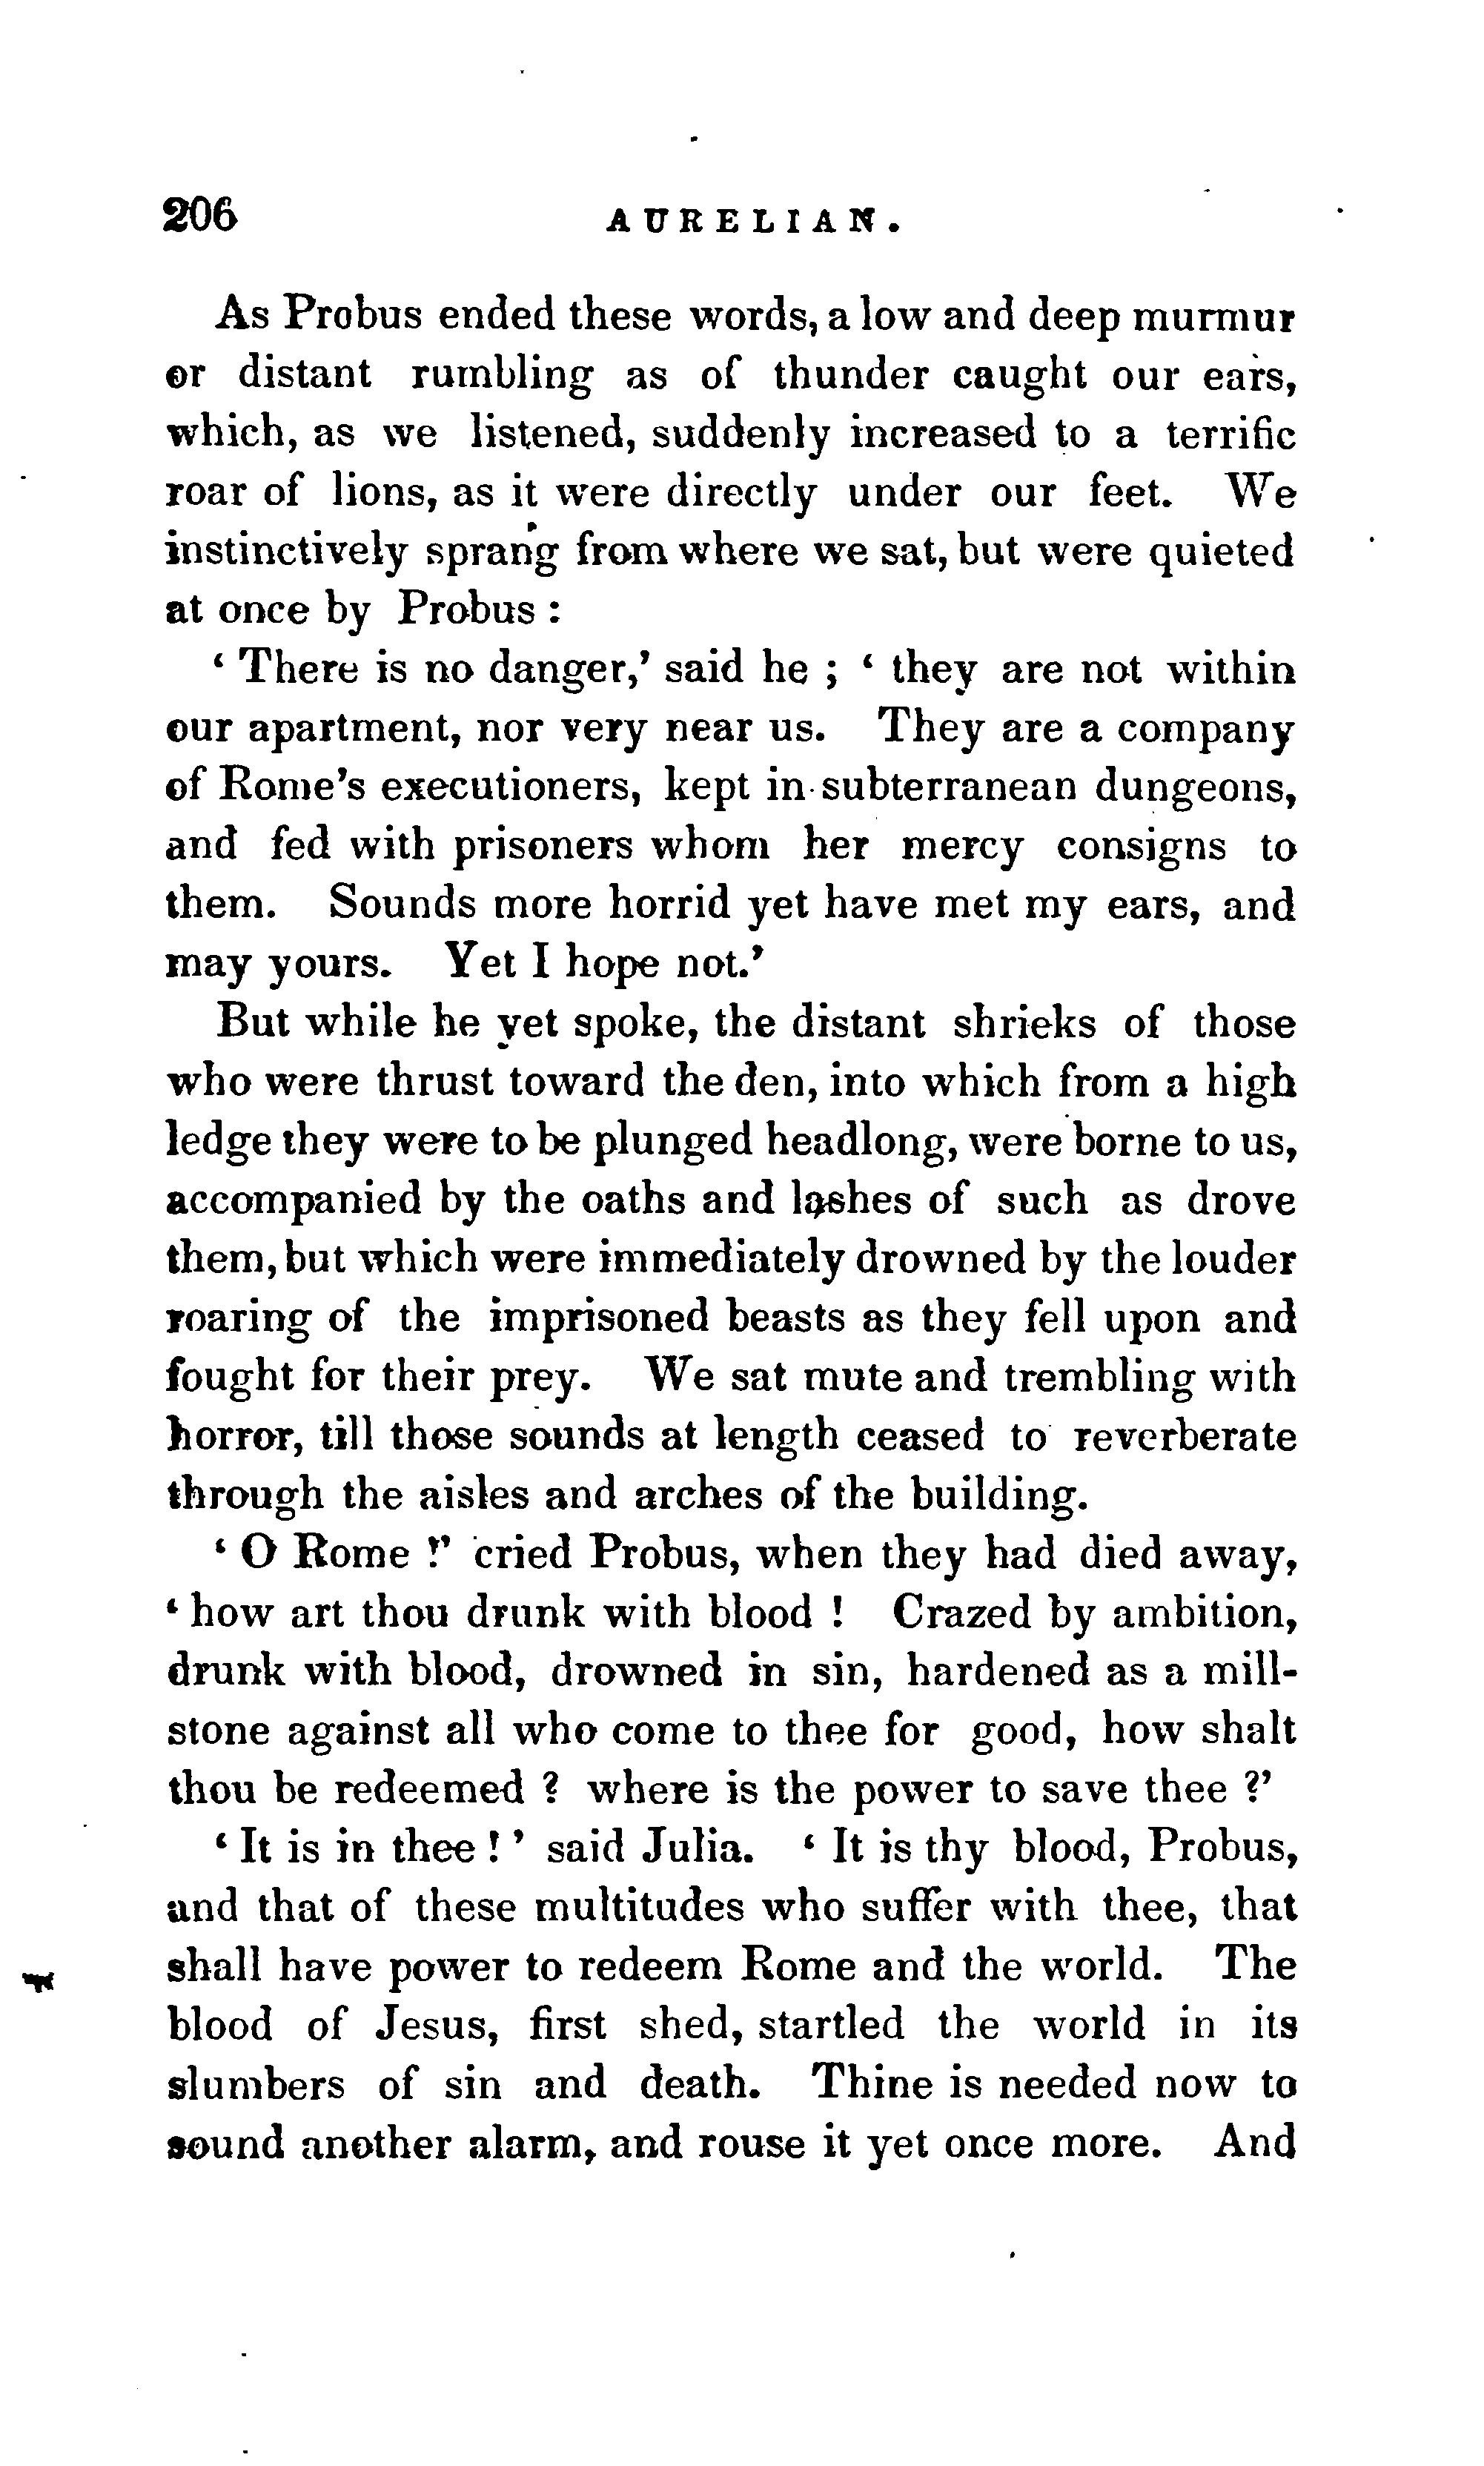 206 AURELIAN.
As Probus ended these words, a low and deep murmur
or distant rumbling as of thunder caught our ears,
which, as we listened, suddenly increased to a terrific
roar of lions, as it were directly under our feet. We
instinctively sprang from where we sat, but were quieted
at once by Probus :
‘ There is no danger,’ said he ; ‘ they are not within
our apartment, nor very near us. They are a company
of Rome's executioners, kept in subterranean dungeons,
and fed with prisoners whom her mercy consigns to
them. Sounds more horrid yet have met my ears, and
may yours. Yet I hope not.’
But while he yet spoke, the distant shrieks of those
who were thrust toward the den, into which from a high
ledge they were to be plunged headlong, were borne to us,
accompanied by the oaths and lashes of such as drove
them, but which were immediately drowned by the louder
roaring of the imprisoned beasts as they fell upon and
fought for their prey. We sat mute and trembling with
horror, till those sounds at length ceased to reverberate
through the aisles and arches of the building.
‘ O Rome !’ cried Probus, when they had died away,
‘ how art thou drunk with blood ! Crazed by ambition,
drunk with blood, drowned in sin, hardened as a mill-
stone against all who come to thee for good, how shalt
thou be redeemed ? where is the power to save thee ?’
‘ It is in thee ! ’ said Julia. ‘ It is thy blood, Probus,
and that of these multitudes who suffer with thee, that
shall have power to redeem Rome and the world. The
blood of Jesus, first shed, startled the world in its
slumbers of sin and death. Thine is needed now to
sound another alarm, and rouse it yet once more. And